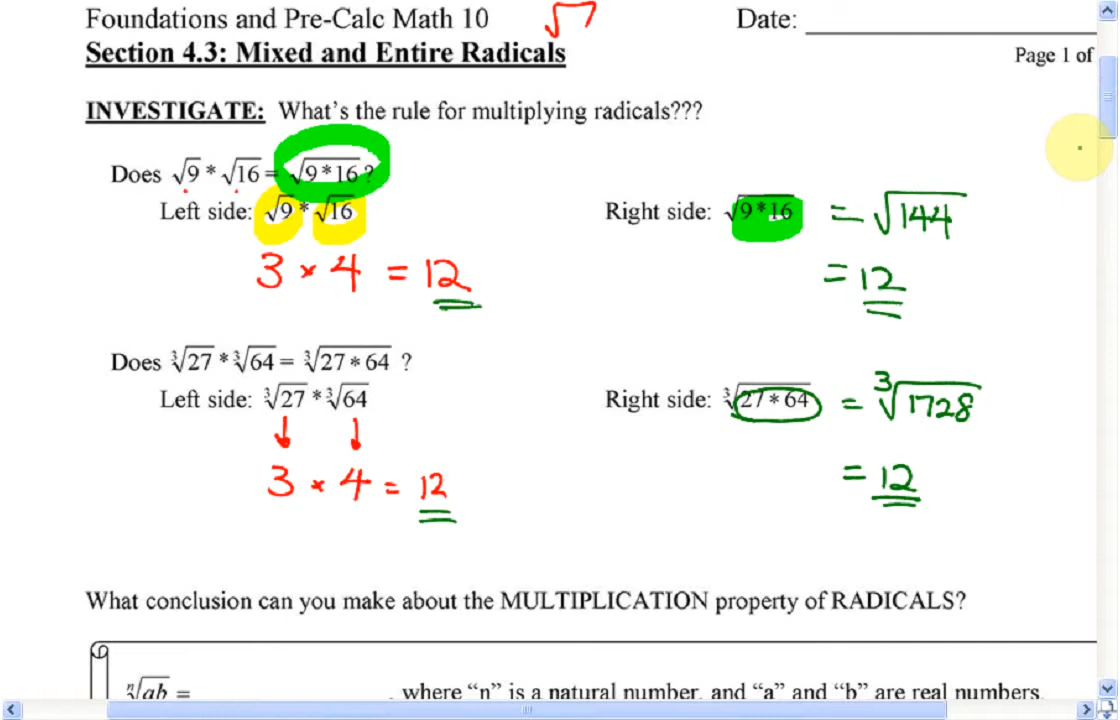 Foundations and Pre-Calc Math 10 √ Date: ____
Section 4.3: Mixed and Entire Radicals
Page 1 of
INVESTIGATE: What's the rule for multiplying radicals???
Does √9 * √16 = √(9*16) ?
Left side: √9 * √16 Right side: √(9*16) = √144
3 × 4 = 12 = 12
Does ∛27 * ∛64 = ∛(27*64) ?
Left side: ∛27 * ∛64 Right side: ∛(27*64) = ∛1728
3 × 4 = 12 = 12
What conclusion can you make about the MULTIPLICATION property of RADICALS?
ⁿ√ab = ____, where "n" is a natural number, and "a" and "b" are real numbers.